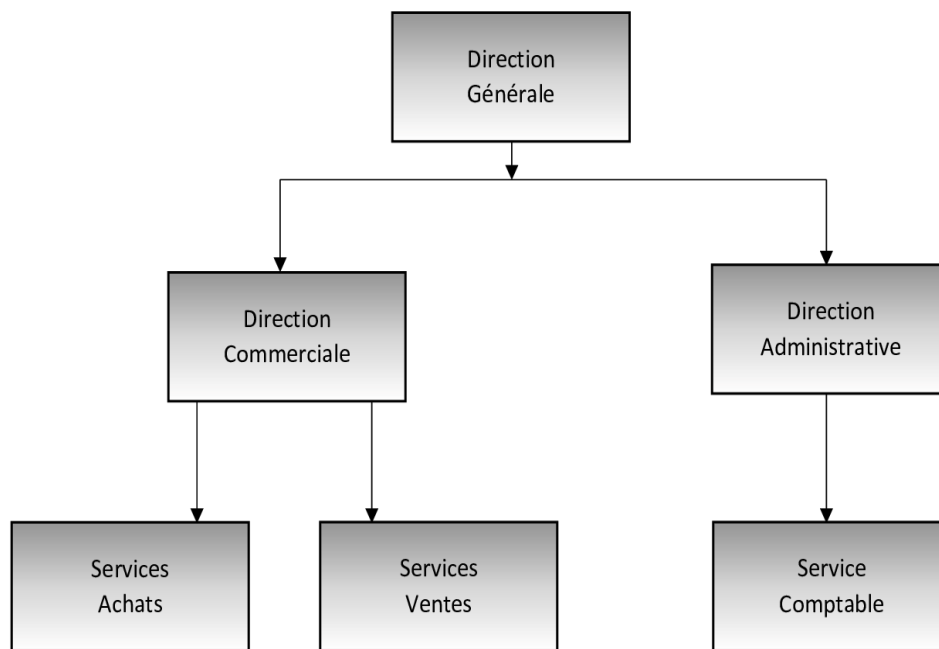 Direction
Générale
Direction
Commerciale
Direction
Administrative
Services
Achats
Services
Ventes
Service
Comptable